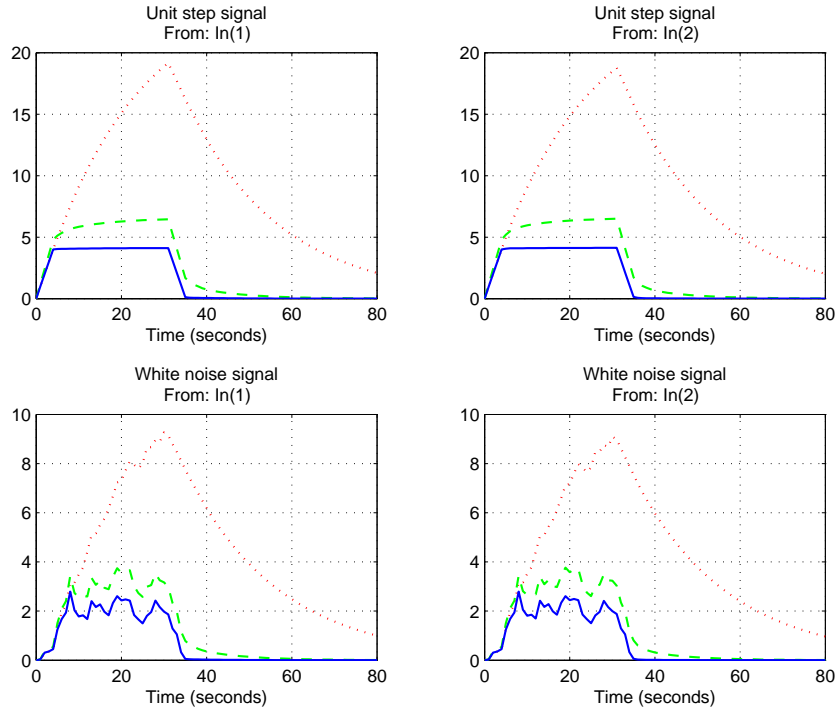 Unit step signal
From: In(1)
20
15
10
5
0
0 20 40 60 80
Time (seconds)
Unit step signal
From: In(2)
20
15
10
5
0
0 20 40 60 80
Time (seconds)
White noise signal
From: In(1)
10
8
6
4
2
0
0 20 40 60 80
Time (seconds)
White noise signal
From: In(2)
10
8
6
4
2
0
0 20 40 60 80
Time (seconds)